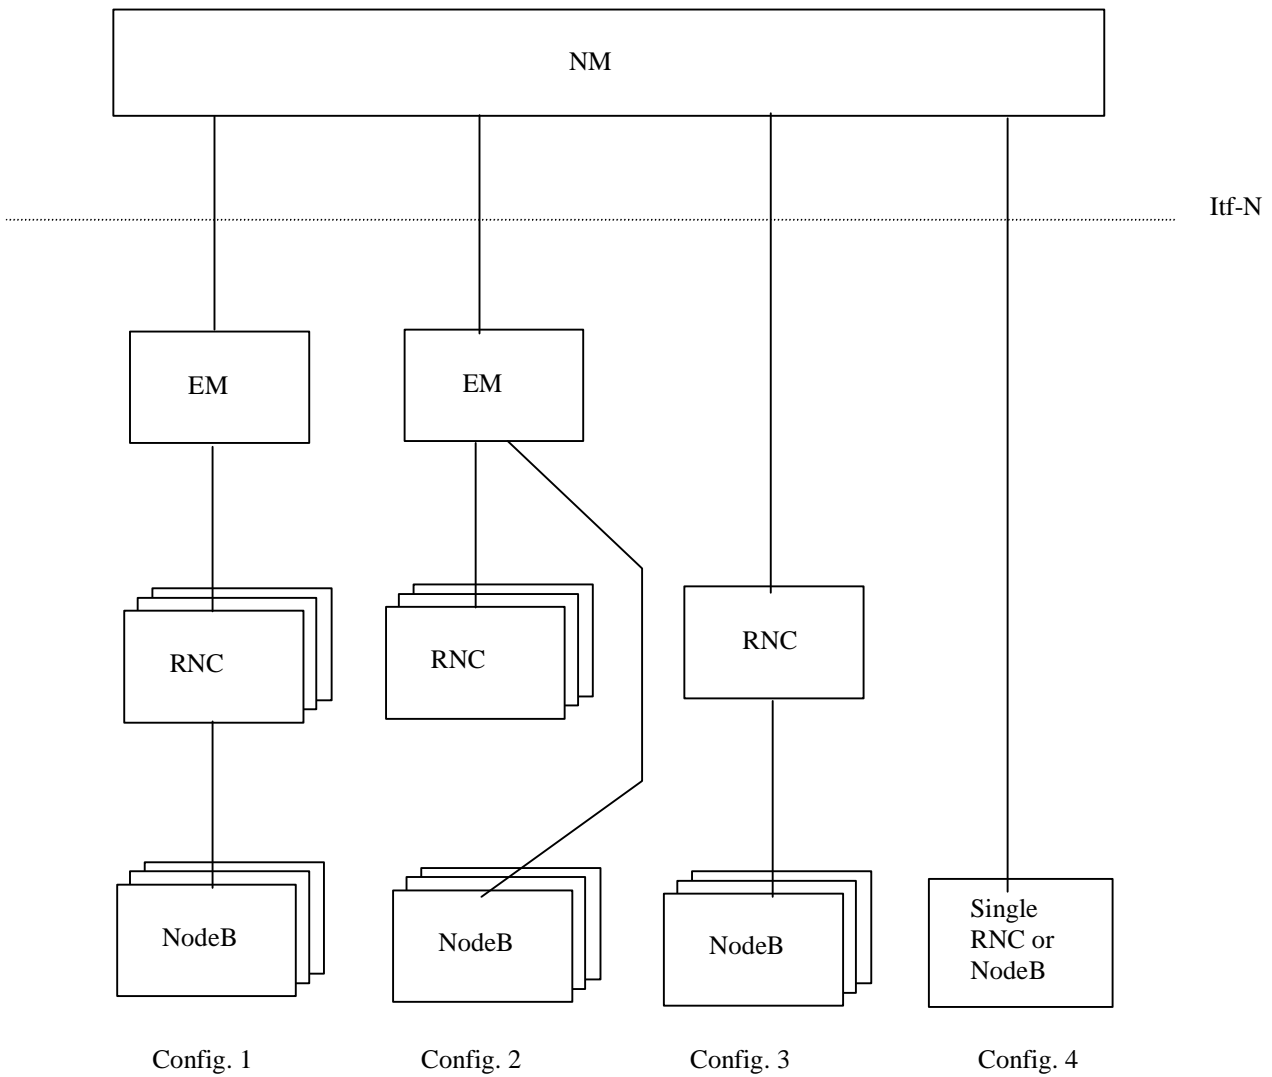 NM
Itf-N
EM
EM
RNC
RNC
RNC
NodeB
NodeB
NodeB
Single
RNC or
NodeB
Config. 1
Config. 2
Config. 3
Config. 4